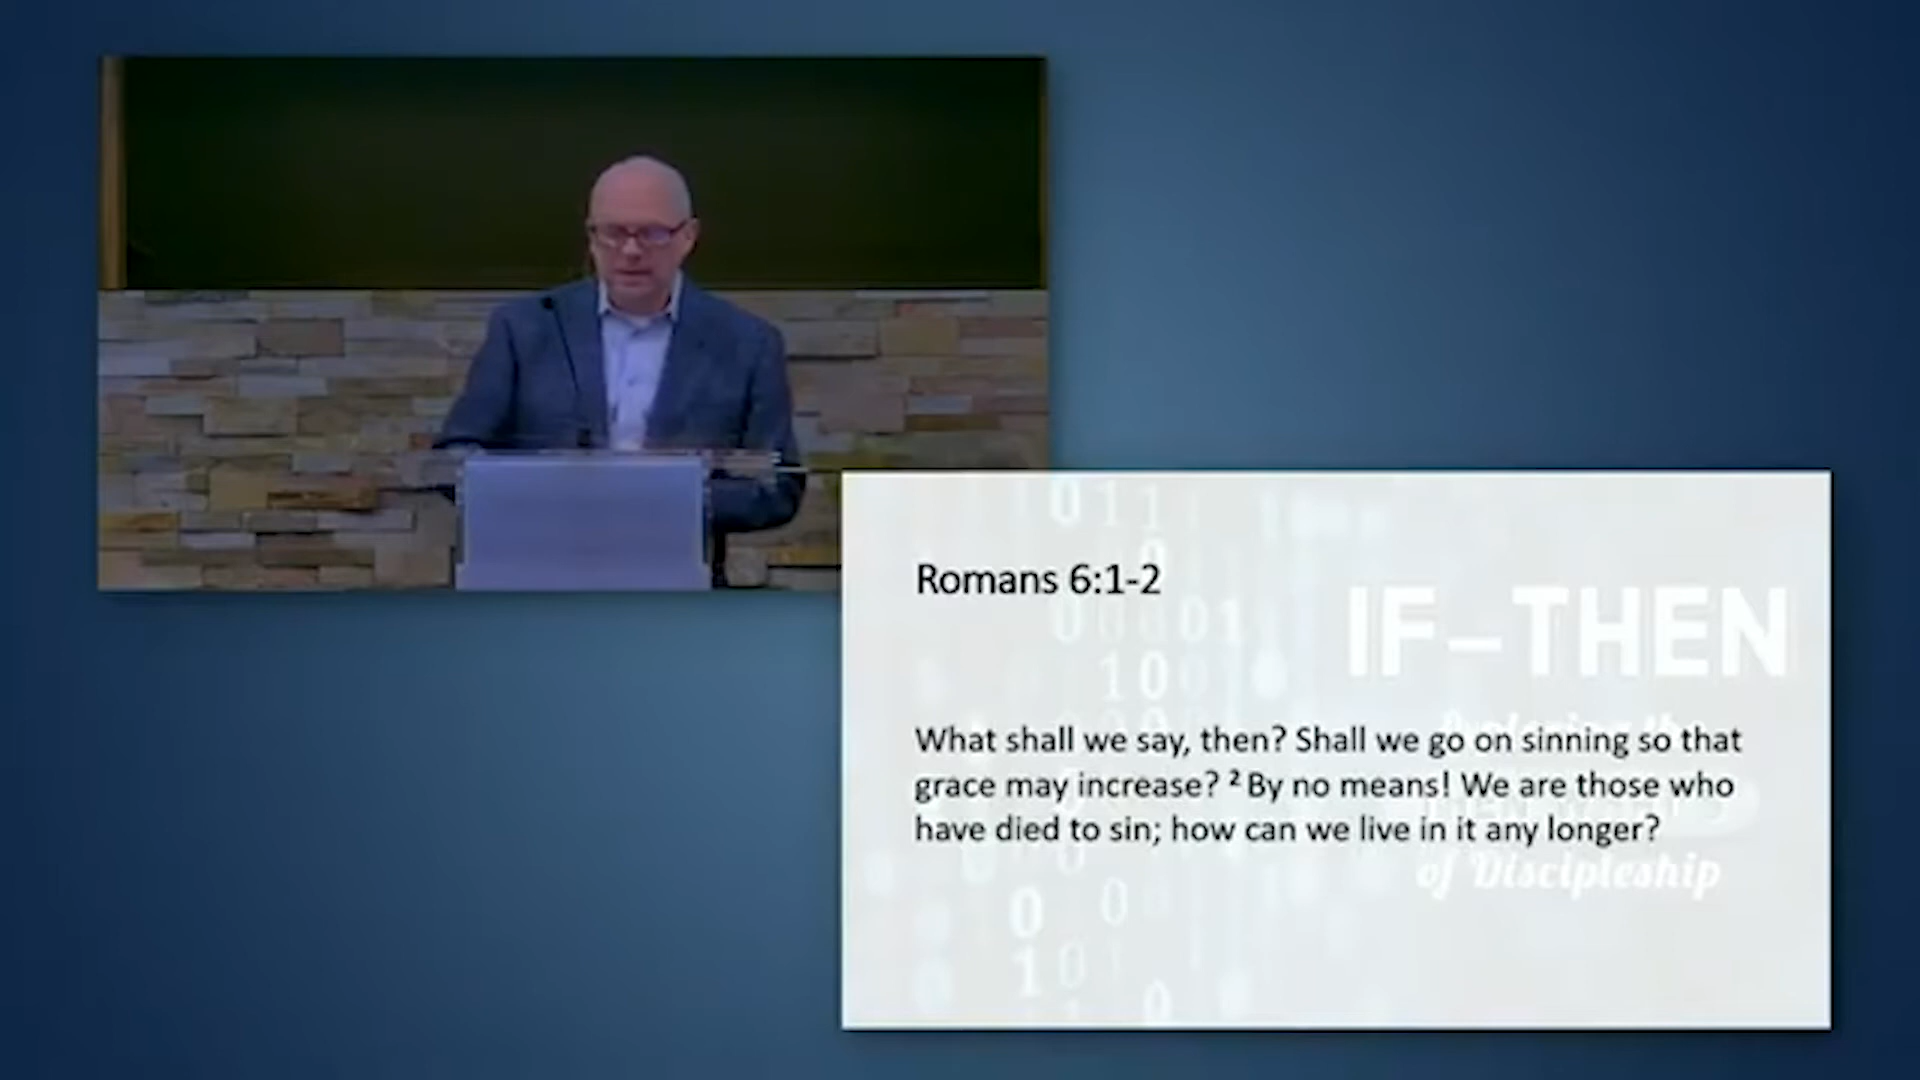 Romans 6:1-2
IF-THEN
What shall we say, then? Shall we go on sinning so that
grace may increase? ² By no means! We are those who
have died to sin; how can we live in it any longer?
of Discipleship